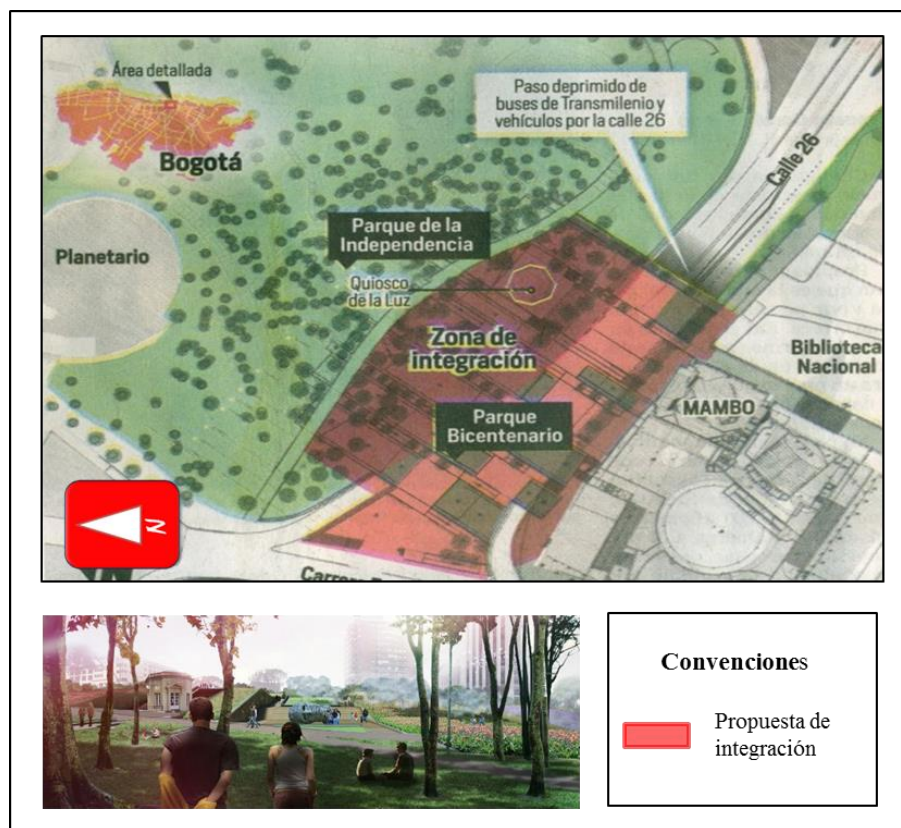 Área detallada
Bogotá
Paso deprimido de
buses de Transmilenio y
vehículos por la calle 26
Calle 26
Planetario
Parque de la
Independencia
Quiosco
de la Luz
Zona de
integración
Biblioteca
Nacional
MAMBO
Parque
Bicentenario
N
Carrera
Convenciones
Propuesta de
integración